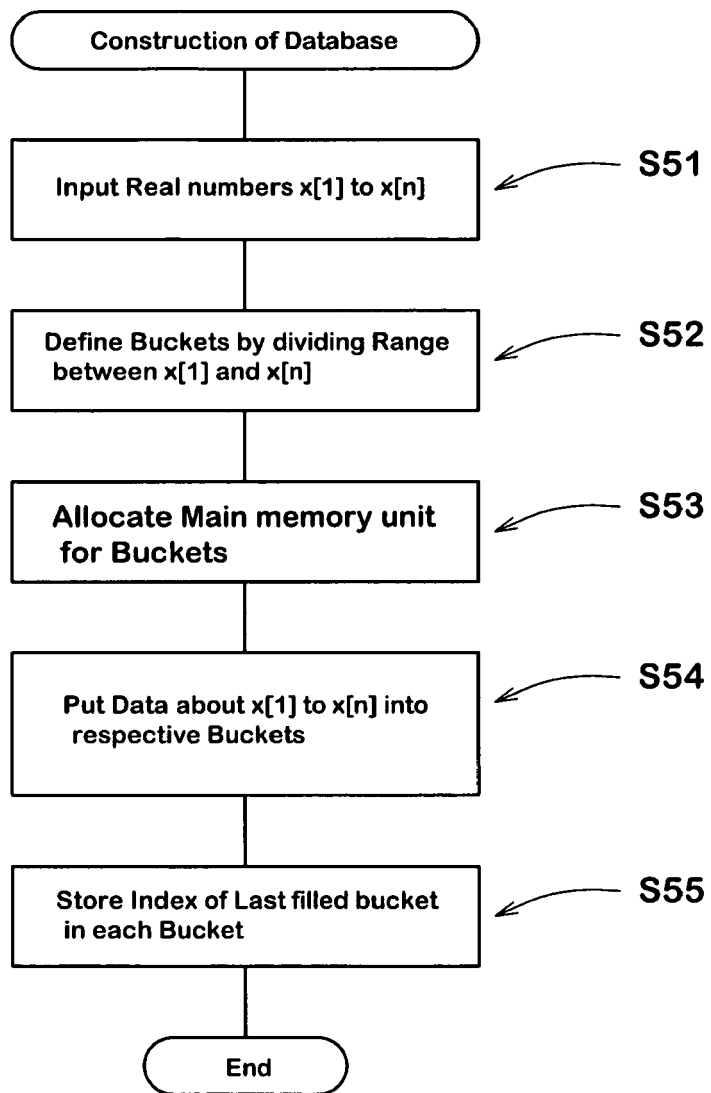 Construction of Database
Input Real numbers x[1] to x[n]
S51
Define Buckets by dividing Range
between x[1] and x[n]
S52
Allocate Main memory unit
for Buckets
S53
Put Data about x[1] to x[n] into
respective Buckets
S54
Store Index of Last filled bucket
in each Bucket
S55
End